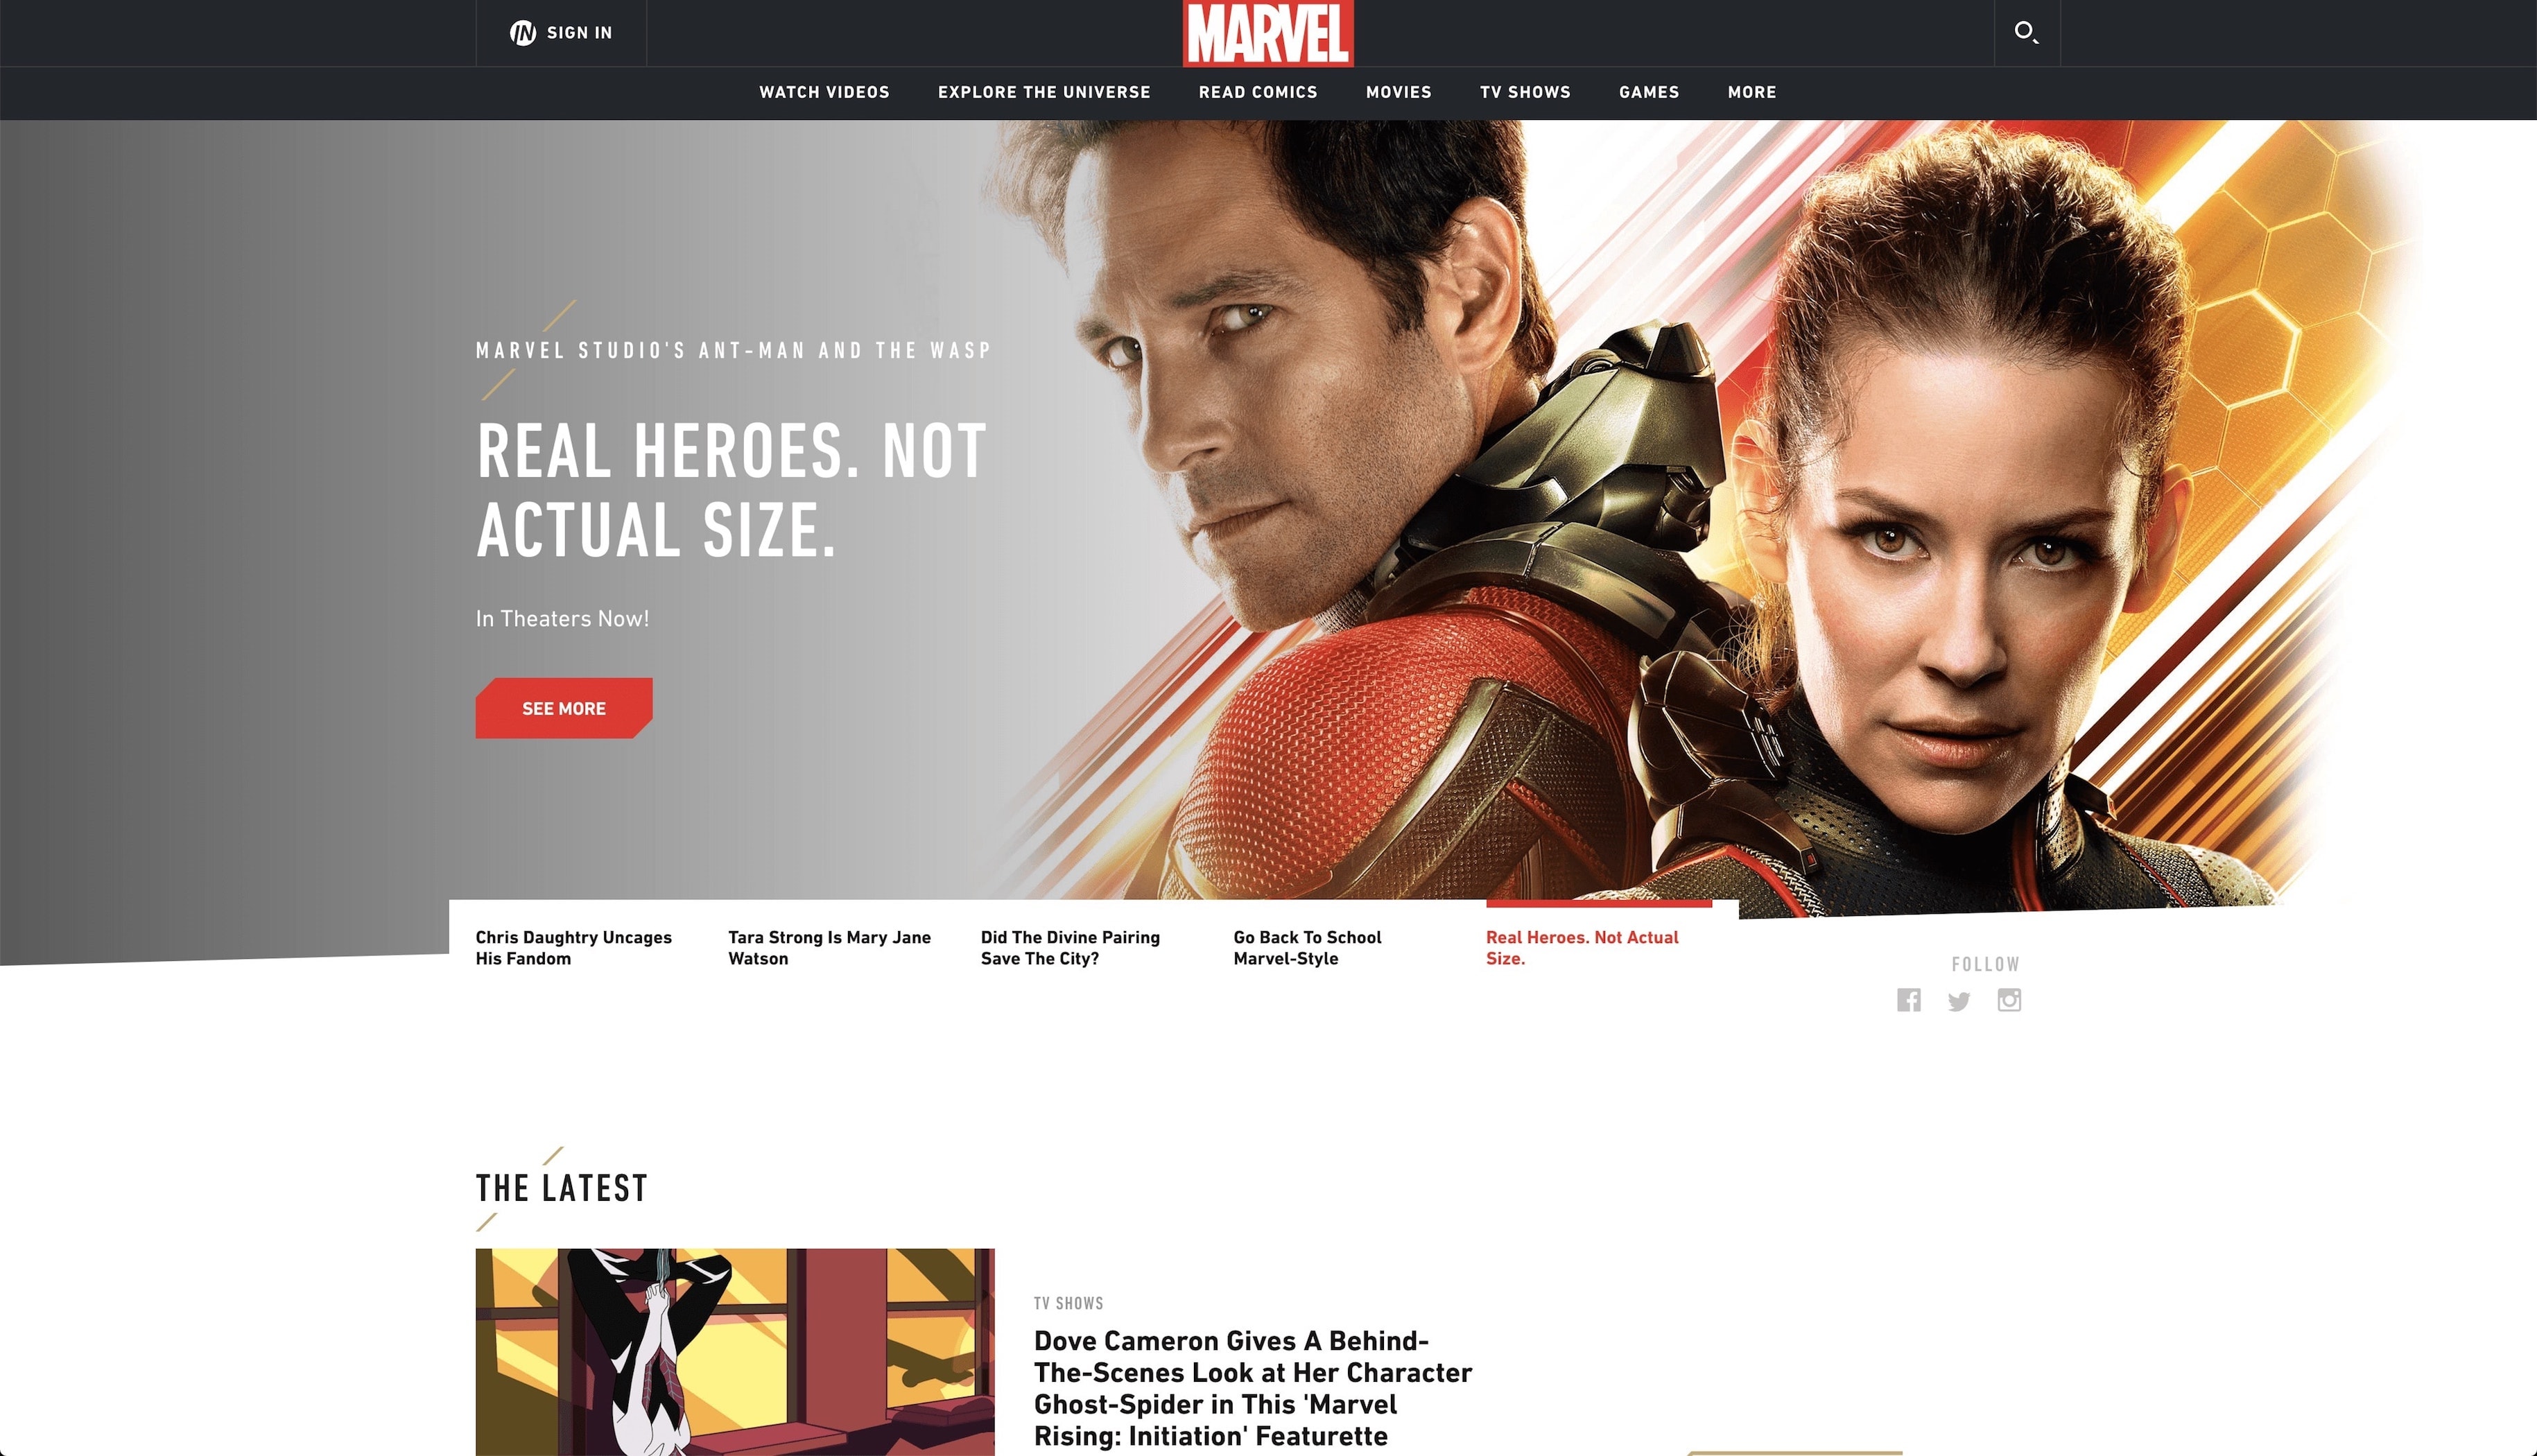 IN SIGN IN
MARVEL
WATCH VIDEOS
EXPLORE THE UNIVERSE
READ COMICS
MOVIES
TV SHOWS
GAMES
MORE
MARVEL STUDIO'S ANT-MAN AND THE WASP
REAL HEROES. NOT
ACTUAL SIZE.
In Theaters Now!
SEE MORE
Chris Daughtry Uncages
His Fandom
Tara Strong Is Mary Jane
Watson
Did The Divine Pairing
Save The City?
Go Back To School
Marvel-Style
Real Heroes. Not Actual
Size.
FOLLOW
THE LATEST
TV SHOWS
Dove Cameron Gives A Behind-
The-Scenes Look at Her Character
Ghost-Spider in This 'Marvel
Rising: Initiation' Featurette